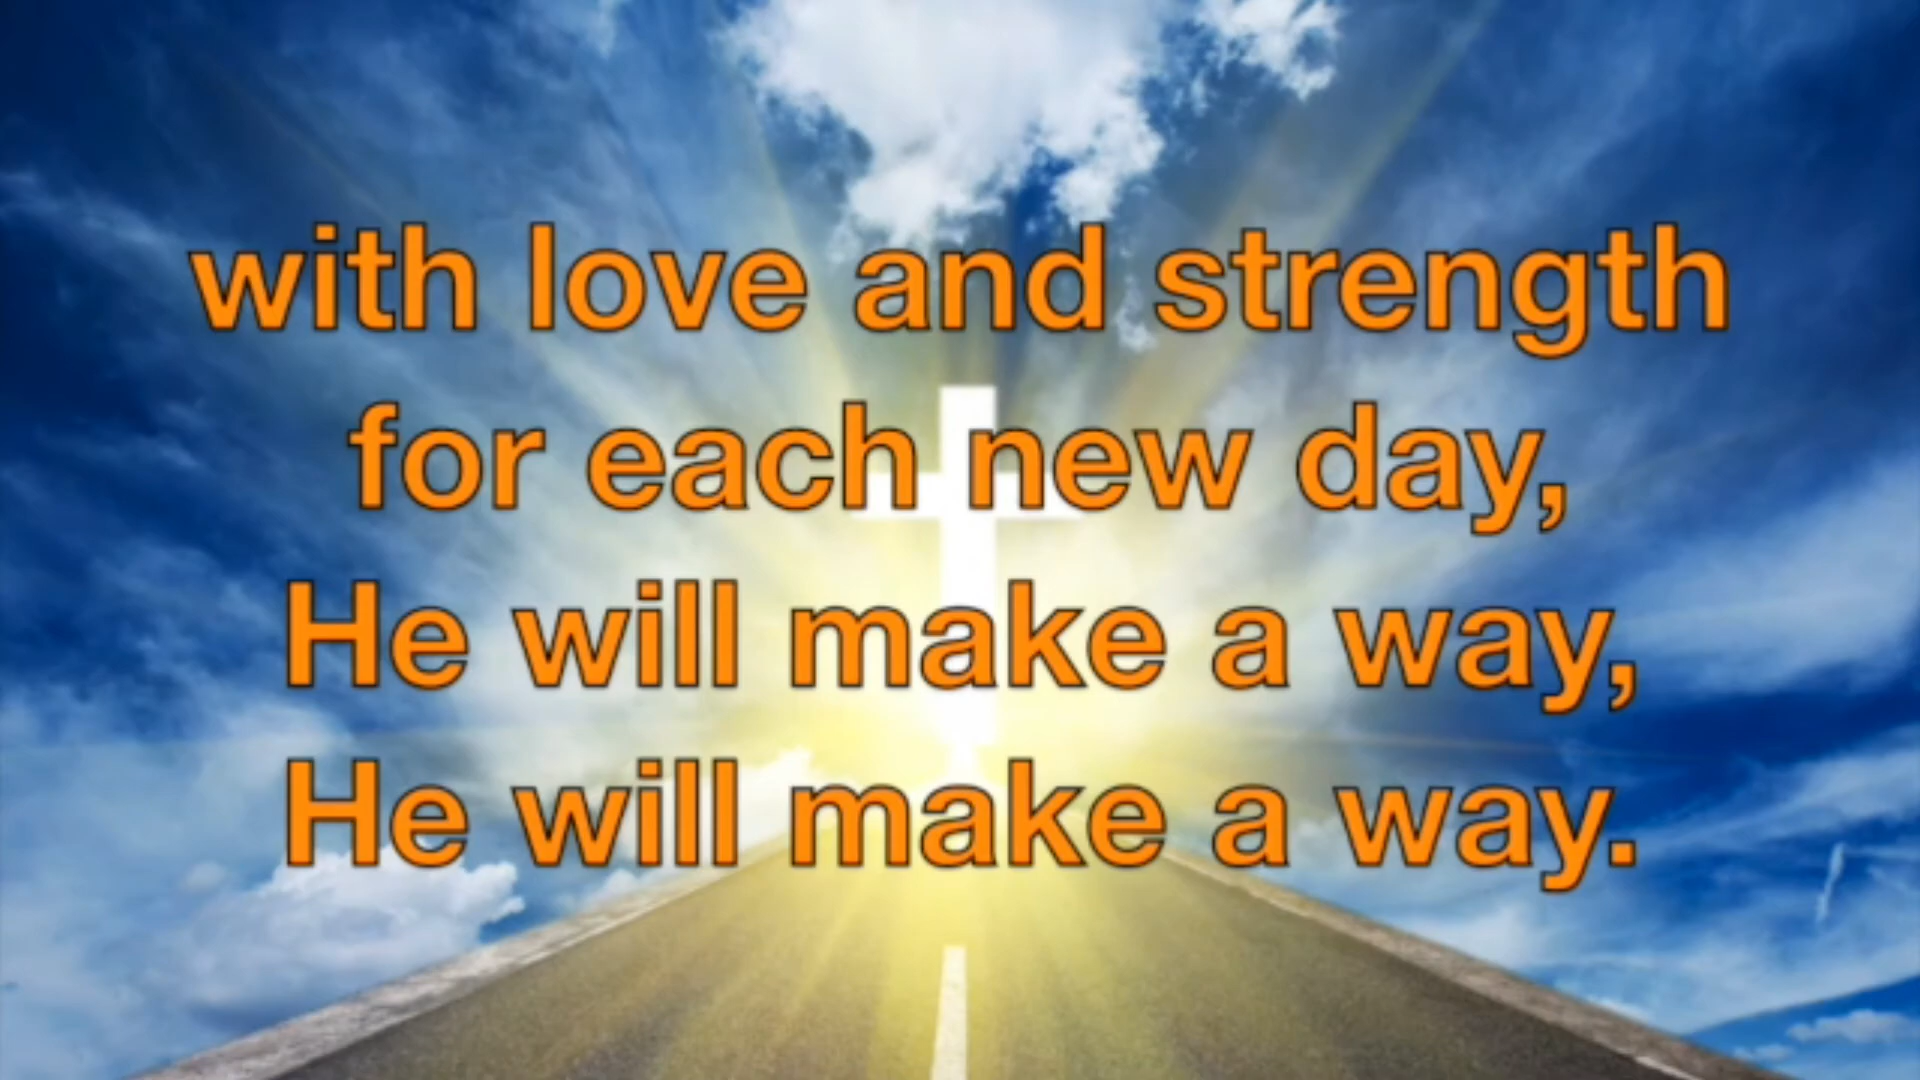 with love and strength
for each new day,
He will make a way,
He will make a way.